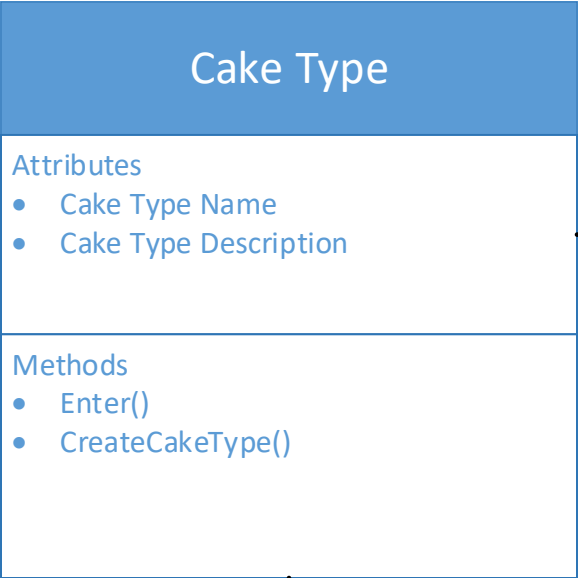 Cake Type
Attributes
• Cake Type Name
• Cake Type Description
Methods
• Enter()
• CreateCakeType()